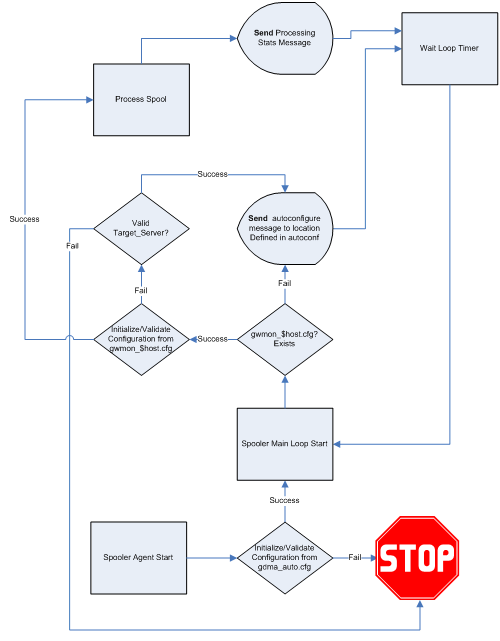 Send Processing
Stats Message
Wait Loop Timer
Process Spool
Success
Valid
Target_Server?
Send autoconfigure
message to location
Defined in autoconf
Success
Fail
Fail
Fail
Initialize/Validate
Configuration from
gwmon_$host.cfg
Success
gwmon_$host.cfg?
Exists
Spooler Main Loop Start
Success
Spooler Agent Start
Initialize/Validate
Configuration from
gdma_auto.cfg
Fail
STOP